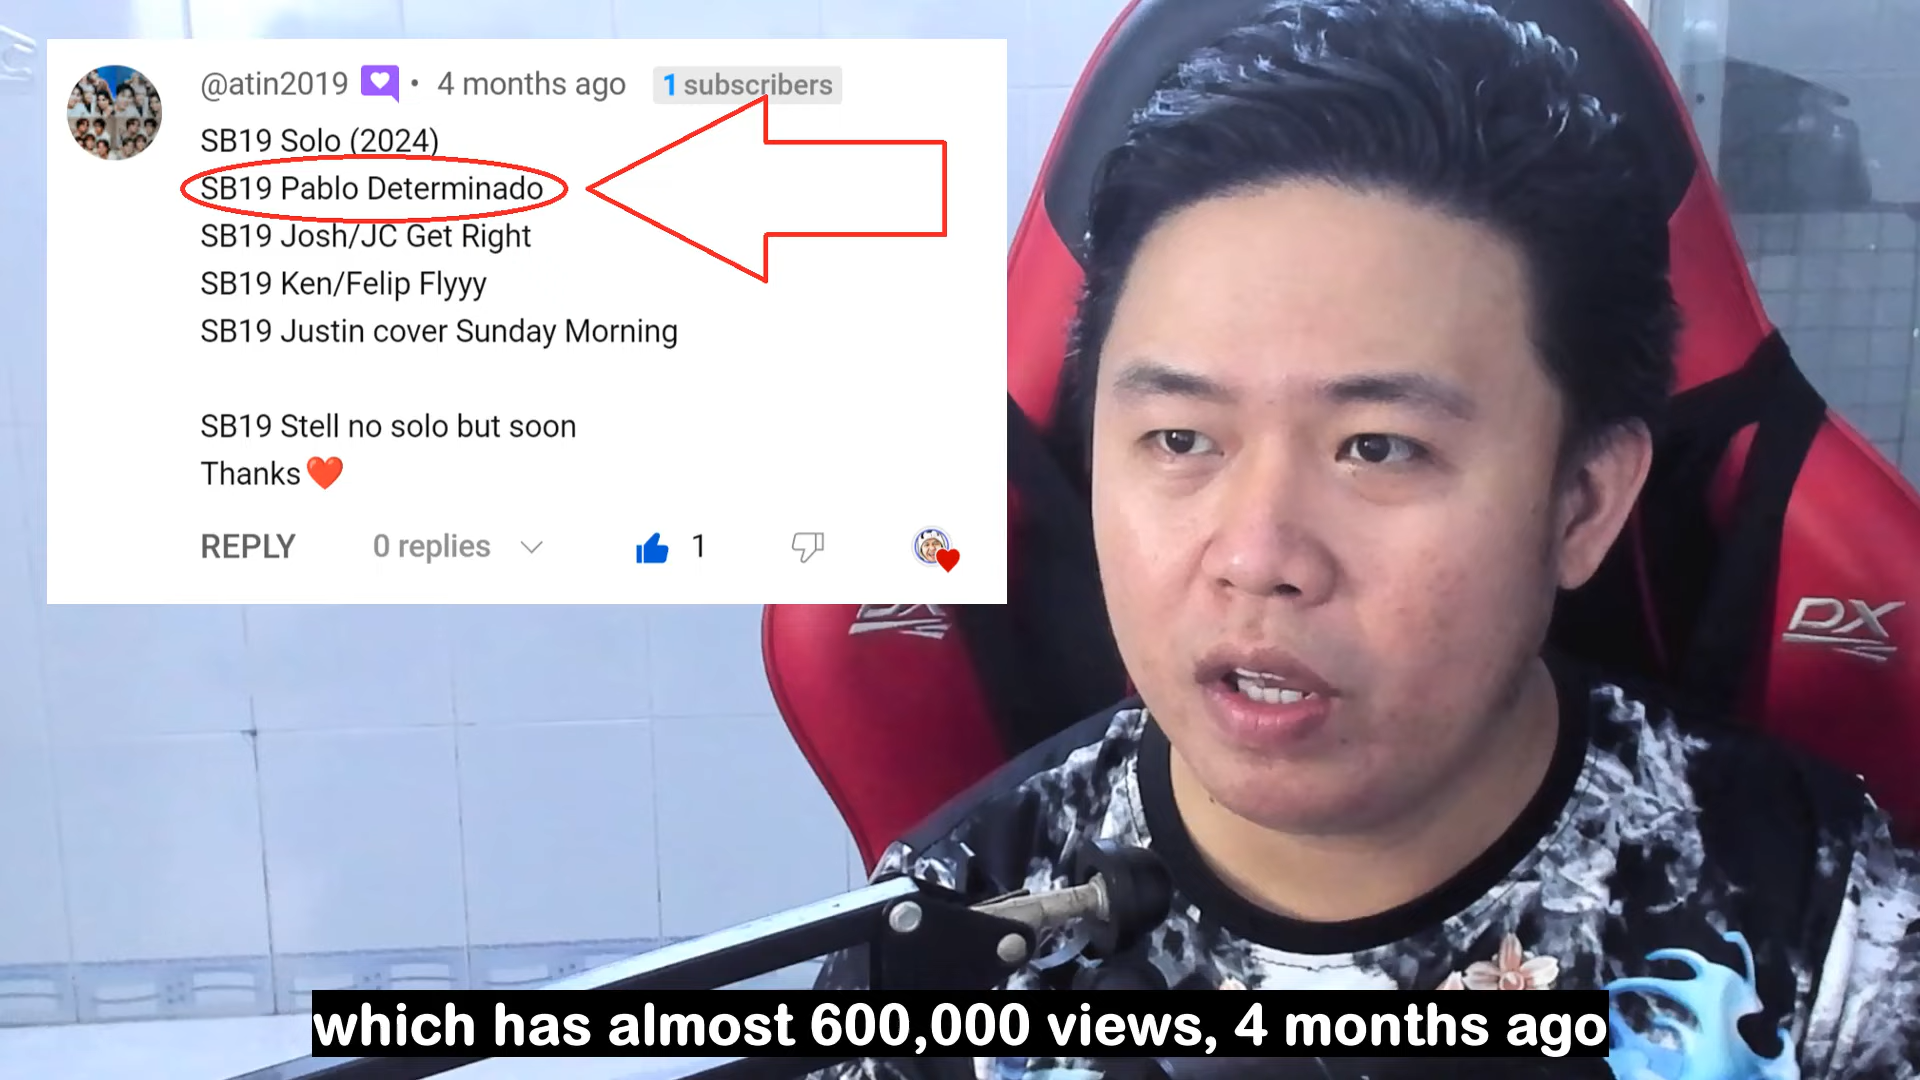 @atin2019 • 4 months ago 1 subscribers
SB19 Solo (2024)
SB19 Pablo Determinado
SB19 Josh/JC Get Right
SB19 Ken/Felip Flyyy
SB19 Justin cover Sunday Morning
SB19 Stell no solo but soon
Thanks❤️
REPLY 0 replies 1
DX
DX
which has almost 600,000 views, 4 months ago